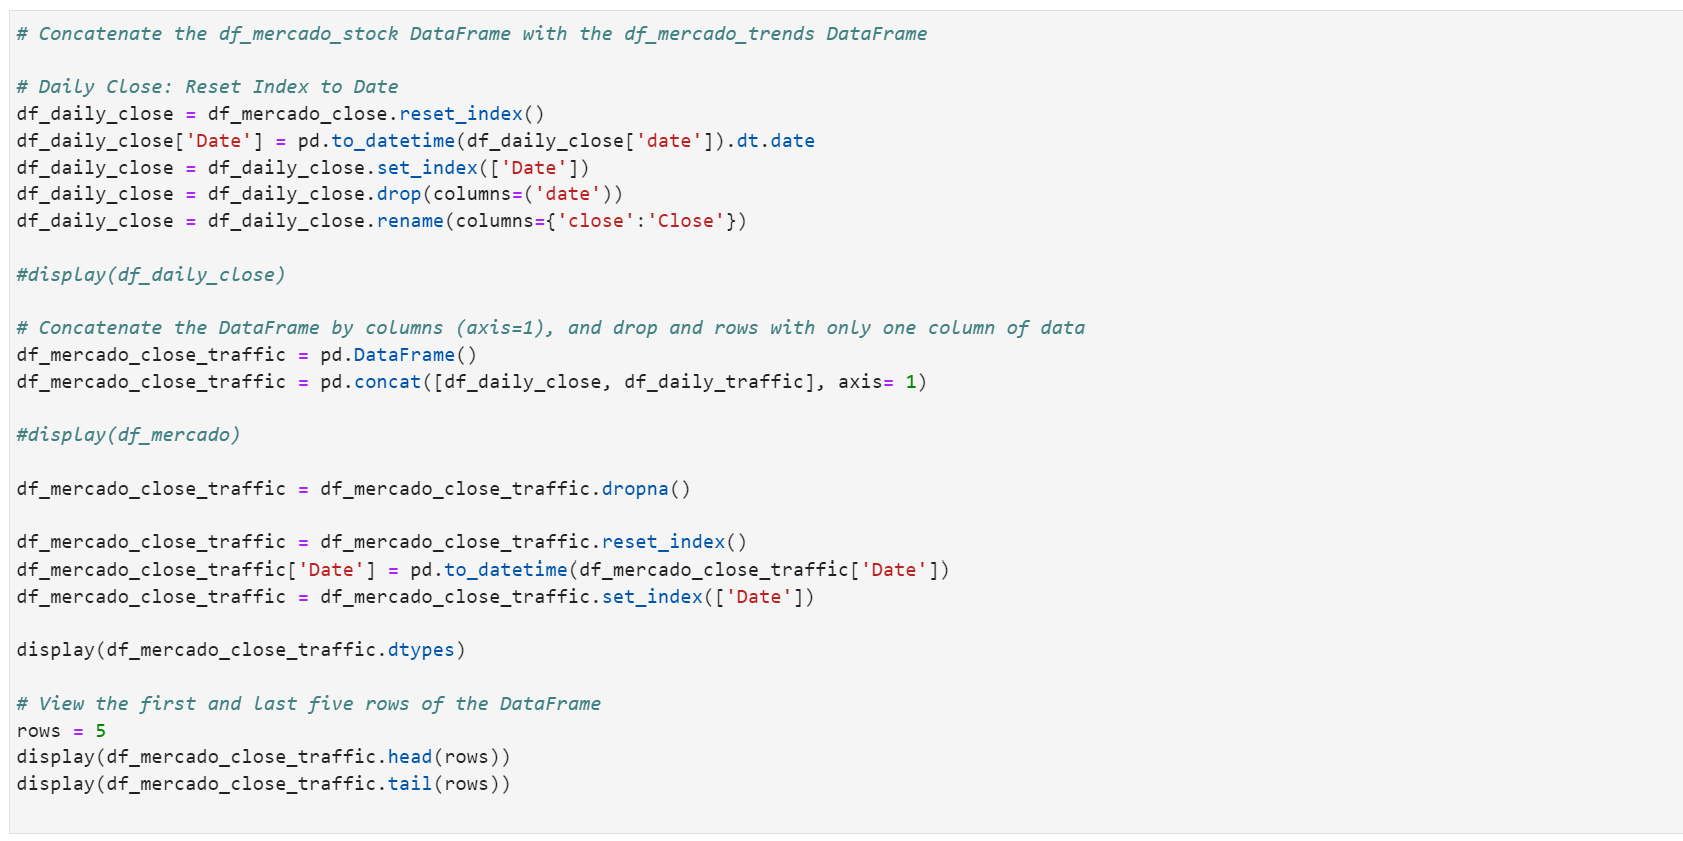 # Concatenate the df_mercado_stock DataFrame with the df_mercado_trends DataFrame
# Daily Close: Reset Index to Date
df_daily_close = df_mercado_close.reset_index()
df_daily_close['Date'] = pd.to_datetime(df_daily_close['date']).dt.date
df_daily_close = df_daily_close.set_index(['Date'])
df_daily_close = df_daily_close.drop(columns=('date'))
df_daily_close = df_daily_close.rename(columns={'close':'Close'})
#display(df_daily_close)
# Concatenate the DataFrame by columns (axis=1), and drop and rows with only one column of data
df_mercado_close_traffic = pd.DataFrame()
df_mercado_close_traffic = pd.concat([df_daily_close, df_daily_traffic], axis= 1)
#display(df_mercado)
df_mercado_close_traffic = df_mercado_close_traffic.dropna()
df_mercado_close_traffic = df_mercado_close_traffic.reset_index()
df_mercado_close_traffic['Date'] = pd.to_datetime(df_mercado_close_traffic['Date'])
df_mercado_close_traffic = df_mercado_close_traffic.set_index(['Date'])
display(df_mercado_close_traffic.dtypes)
# View the first and last five rows of the DataFrame
rows = 5
display(df_mercado_close_traffic.head(rows))
display(df_mercado_close_traffic.tail(rows))